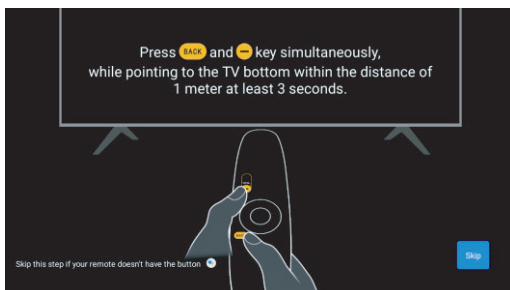 Press BACK and − key simultaneously,
while pointing to the TV bottom within the distance of
1 meter at least 3 seconds.
Skip this step if your remote doesn't have the button
Skip